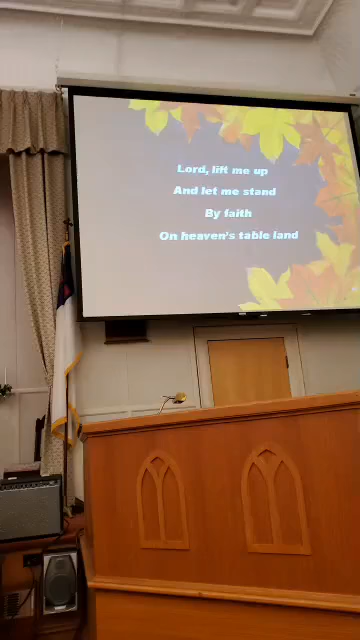 Lord, lift me up
And let me stand
By faith
On heaven's table land